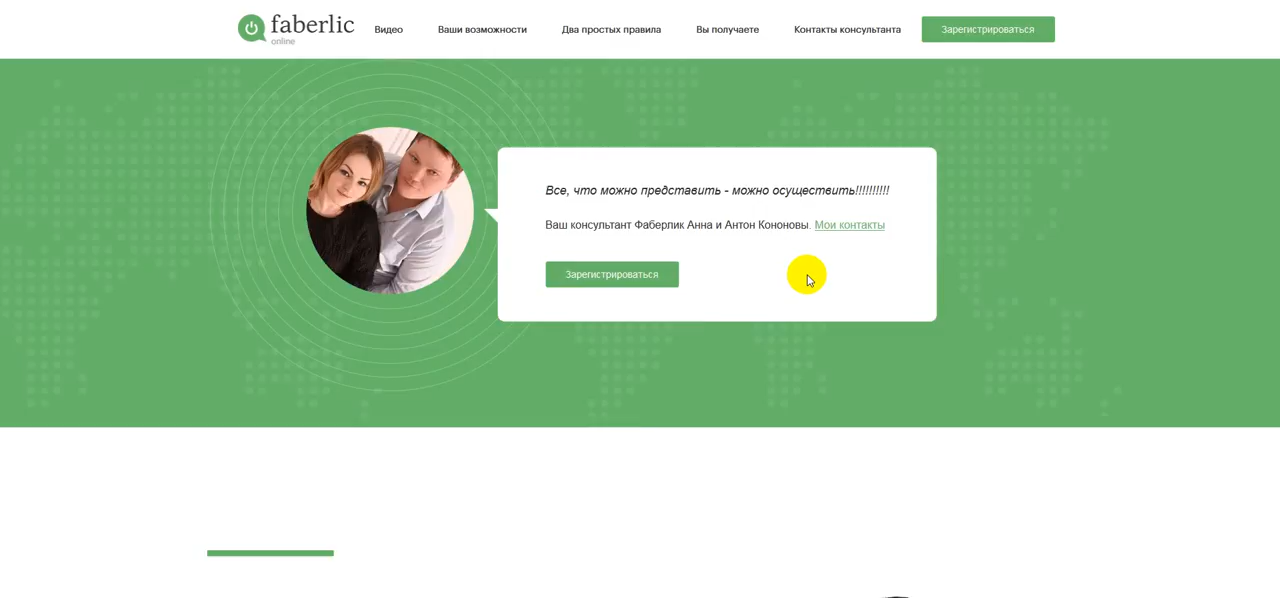 faberlic
online
Видео
Ваши возможности
Два простых правила
Вы получаете
Контакты консультанта
Зарегистрироваться
Все, что можно представить - можно осуществить!!!!!!!!!!
Ваш консультант Фаберлик Анна и Антон Кононовы. Мои контакты
Зарегистрироваться